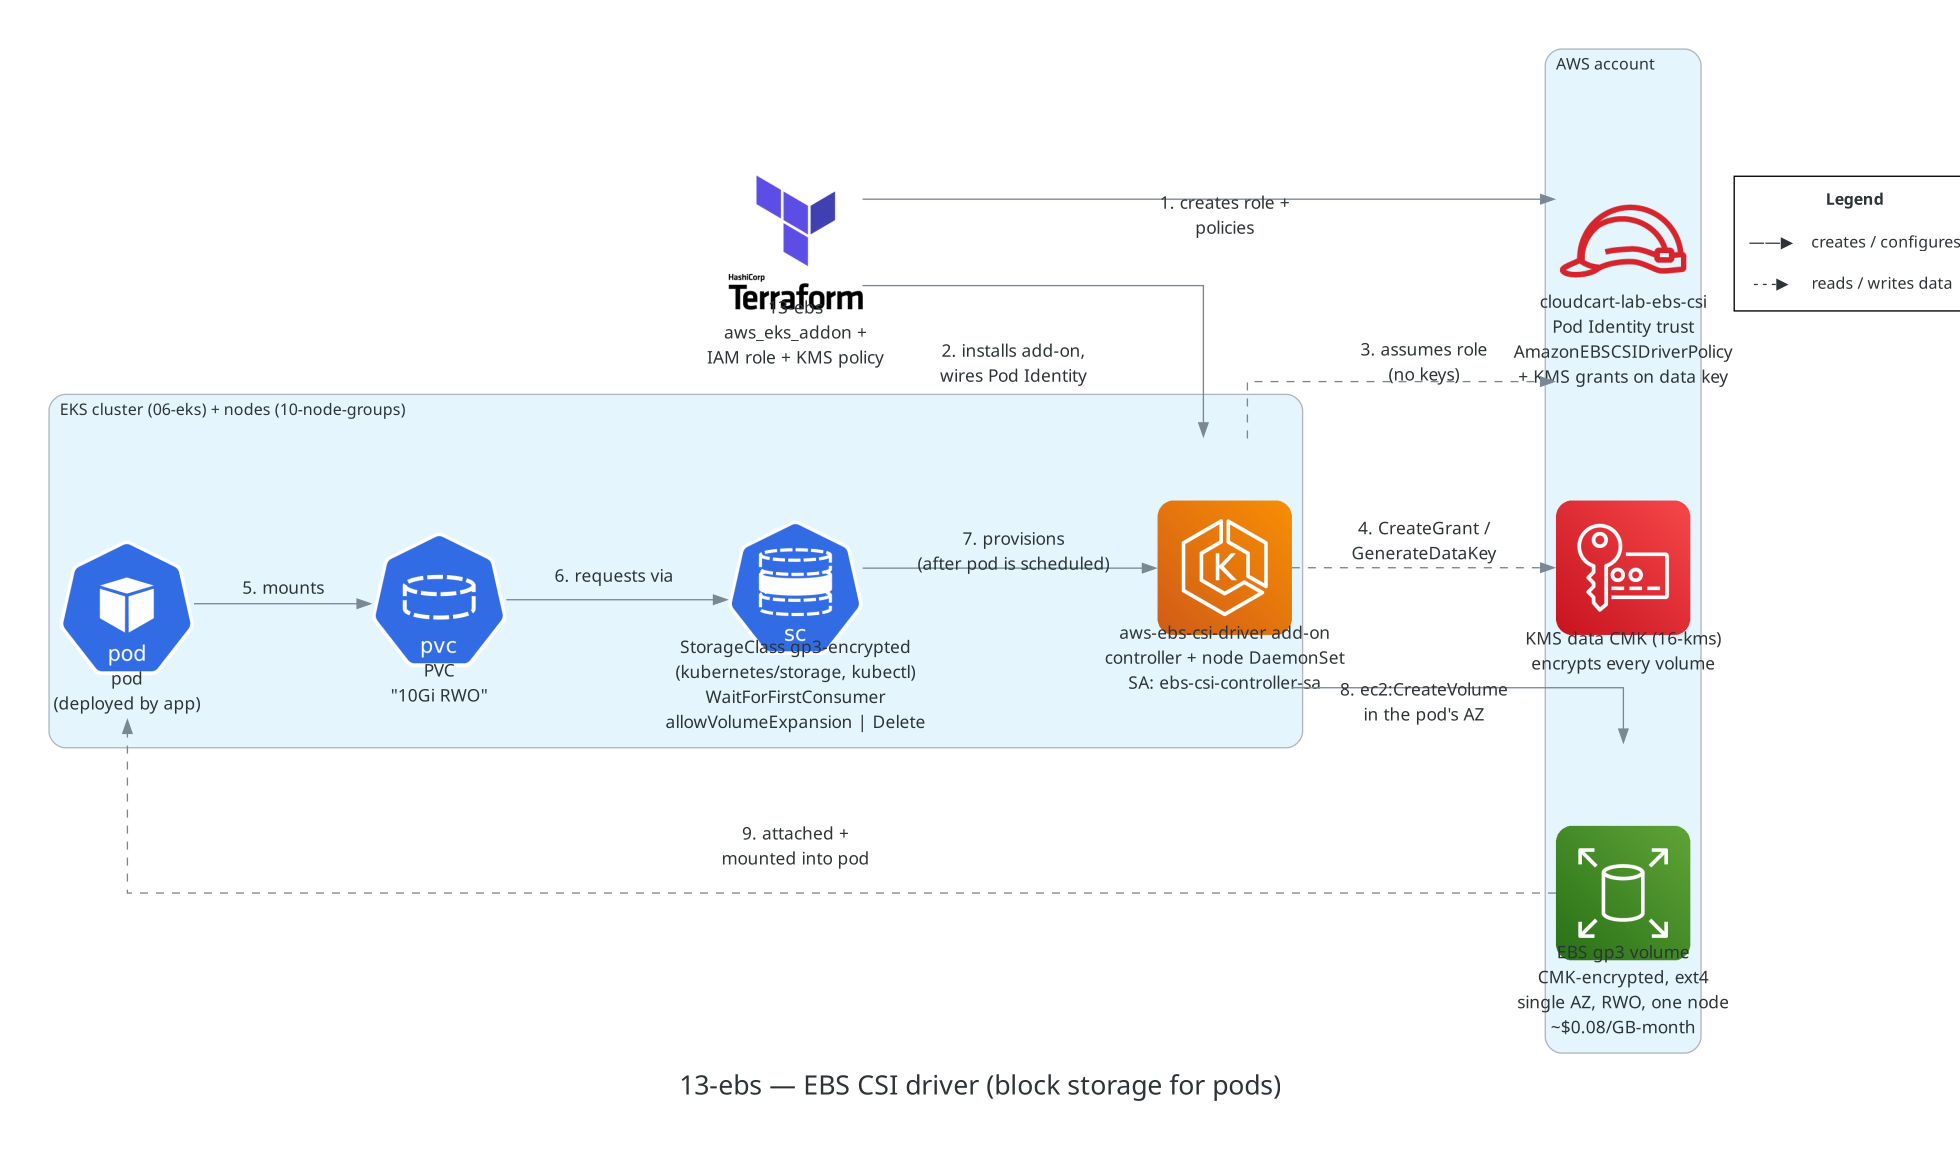 AWS account
Legend
creates / configures
reads / writes data
1. creates role +
policies
HashiCorp
Terraform
13-ebs
aws_eks_addon +
IAM role + KMS policy
2. installs add-on,
wires Pod Identity
3. assumes role
(no keys)
cloudcart-lab-ebs-csi
Pod Identity trust
AmazonEBSCSIDriverPolicy
+ KMS grants on data key
EKS cluster (06-eks) + nodes (10-node-groups)
pod
pod
(deployed by app)
5. mounts
pvc
PVC
"10Gi RWO"
6. requests via
sc
StorageClass gp3-encrypted
(kubernetes/storage, kubectl)
WaitForFirstConsumer
allowVolumeExpansion | Delete
7. provisions
(after pod is scheduled)
K
aws-ebs-csi-driver add-on
controller + node DaemonSet
SA: ebs-csi-controller-sa
4. CreateGrant /
GenerateDataKey
KMS data CMK (16-kms)
encrypts every volume
8. ec2:CreateVolume
in the pod's AZ
9. attached +
mounted into pod
EBS gp3 volume
CMK-encrypted, ext4
single AZ, RWO, one node
~$0.08/GB-month
13-ebs — EBS CSI driver (block storage for pods)